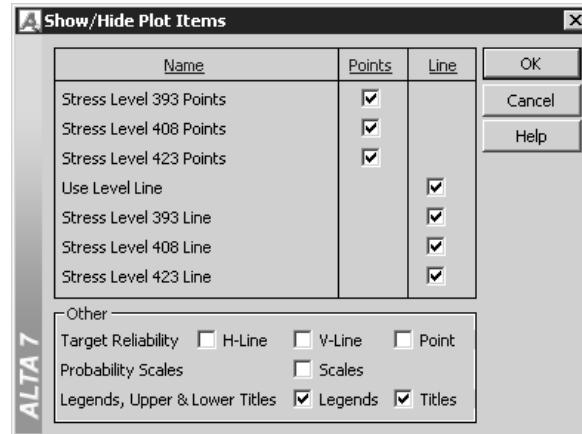 Show/Hide Plot Items
Name Points Line
Stress Level 393 Points
Stress Level 408 Points
Stress Level 423 Points
Use Level Line
Stress Level 393 Line
Stress Level 408 Line
Stress Level 423 Line
OK
Cancel
Help
Other
Target Reliability H-Line V-Line Point
Probability Scales Scales
Legends, Upper & Lower Titles Legends Titles
ALTA 7